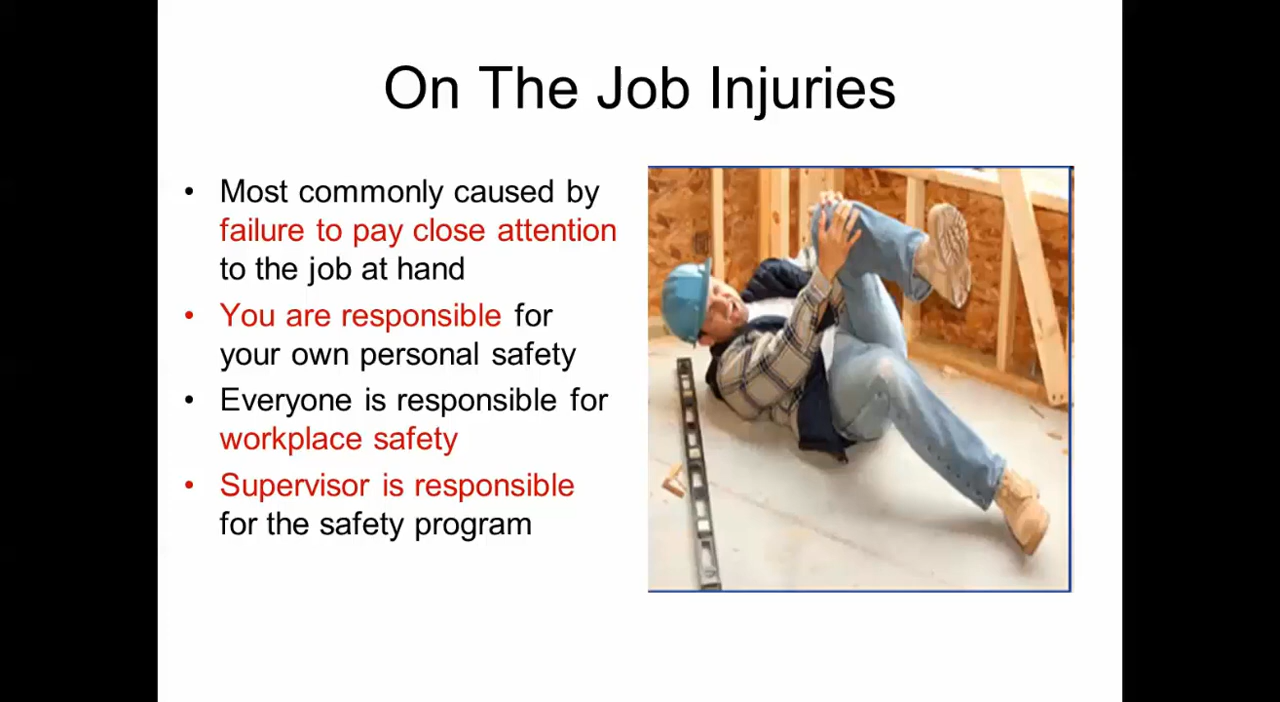 On The Job Injuries
• Most commonly caused by
failure to pay close attention
to the job at hand
• You are responsible for
your own personal safety
• Everyone is responsible for
workplace safety
• Supervisor is responsible
for the safety program